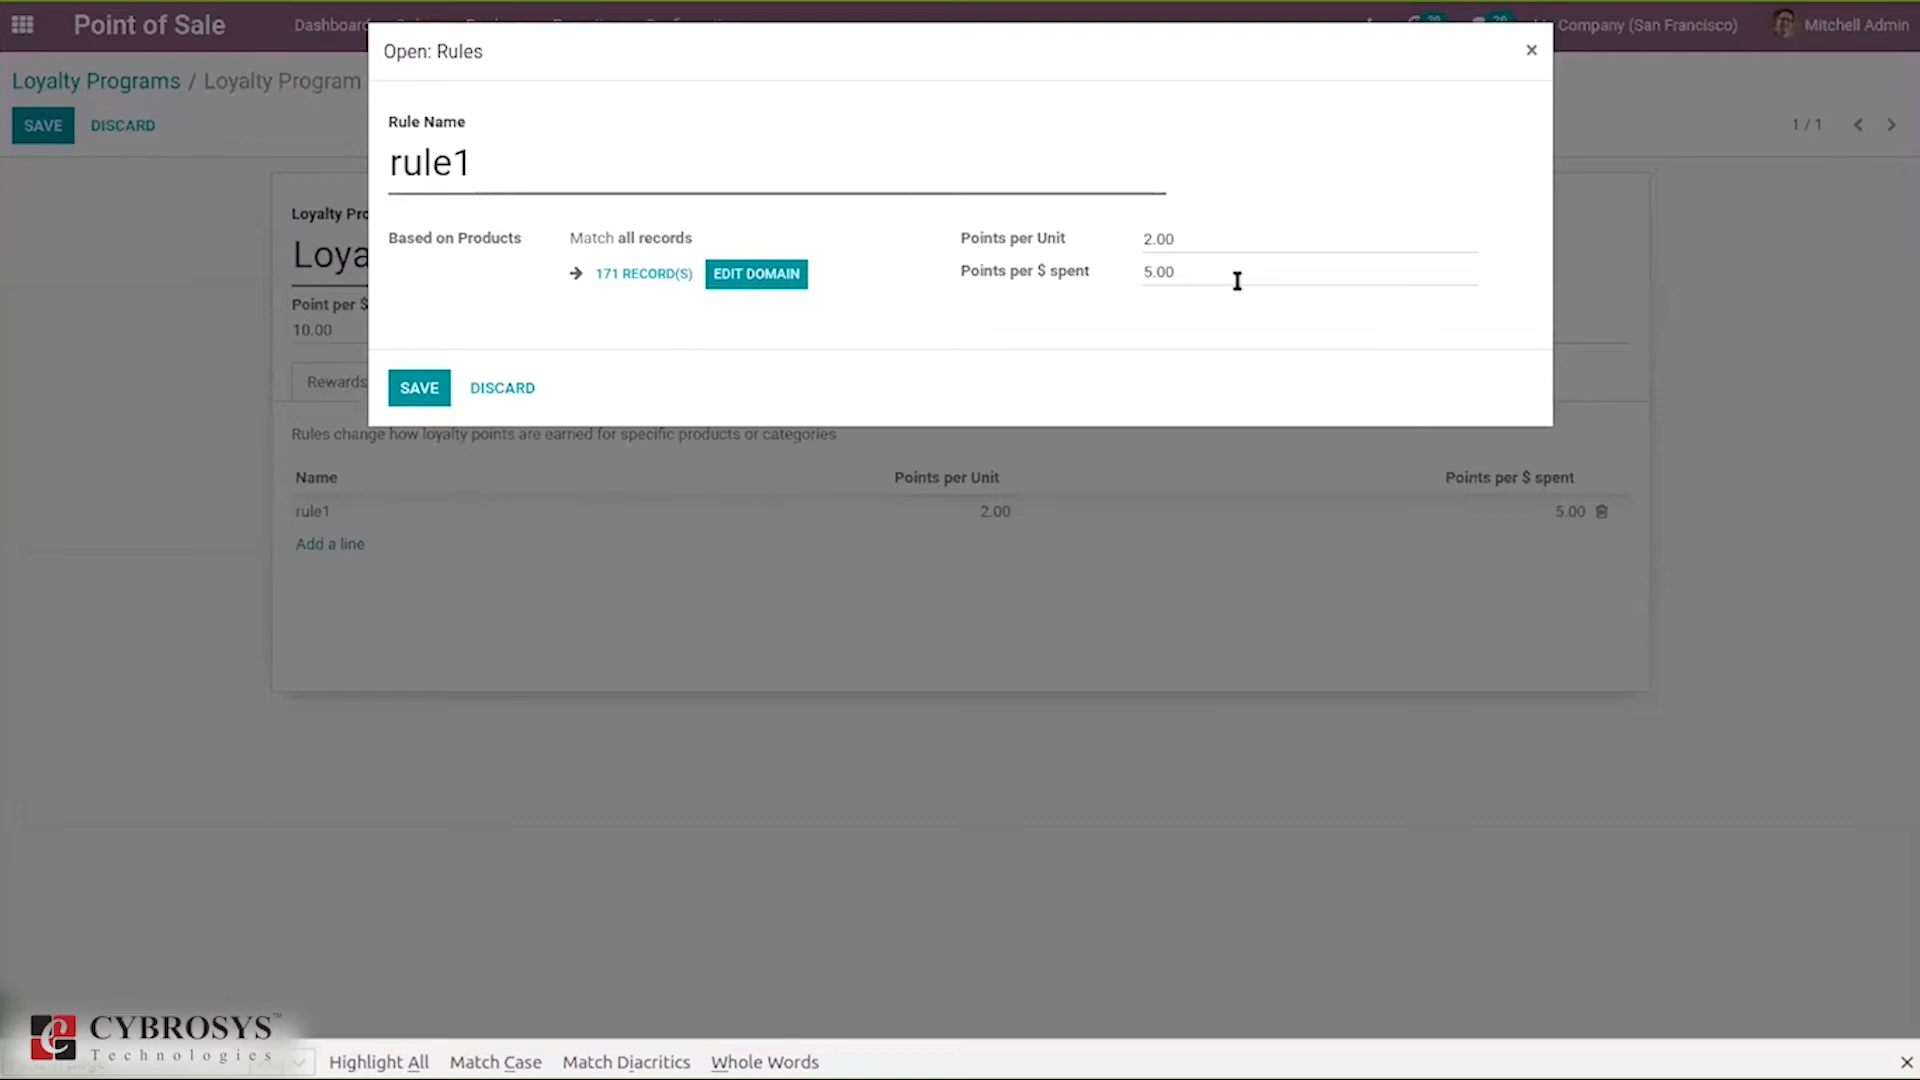 Point of Sale
Dashboard
Company (San Francisco)
Mitchell Admin
Open: Rules
×
Loyalty Programs / Loyalty Program
SAVE
DISCARD
1 / 1
Rule Name
rule1
Loyalty Pro
Loya
Based on Products
Match all records
171 RECORD(S)
EDIT DOMAIN
Points per Unit
2.00
Points per $ spent
5.00
Point per $
10.00
Rewards
SAVE
DISCARD
Rules change how loyalty points are earned for specific products or categories
Name
Points per Unit
Points per $ spent
rule1
2.00
5.00
Add a line
CYBROSYS™
Technologies
Highlight All
Match Case
Match Diacritics
Whole Words